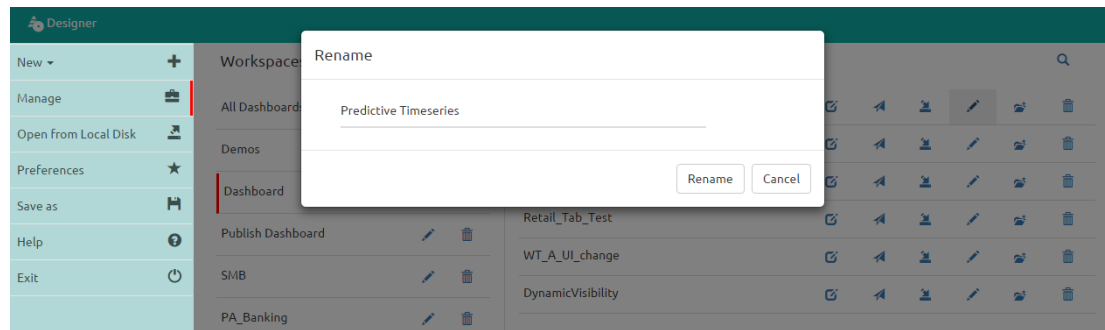 Designer
New
Manage
Open from Local Disk
Preferences
Save as
Help
Exit
Workspace
All Dashboards
Demos
Dashboard
Publish Dashboard
SMB
PA_Banking
Rename
Predictive Timeseries
Rename Cancel
Retail_Tab_Test
WT_A_UI_change
DynamicVisibility